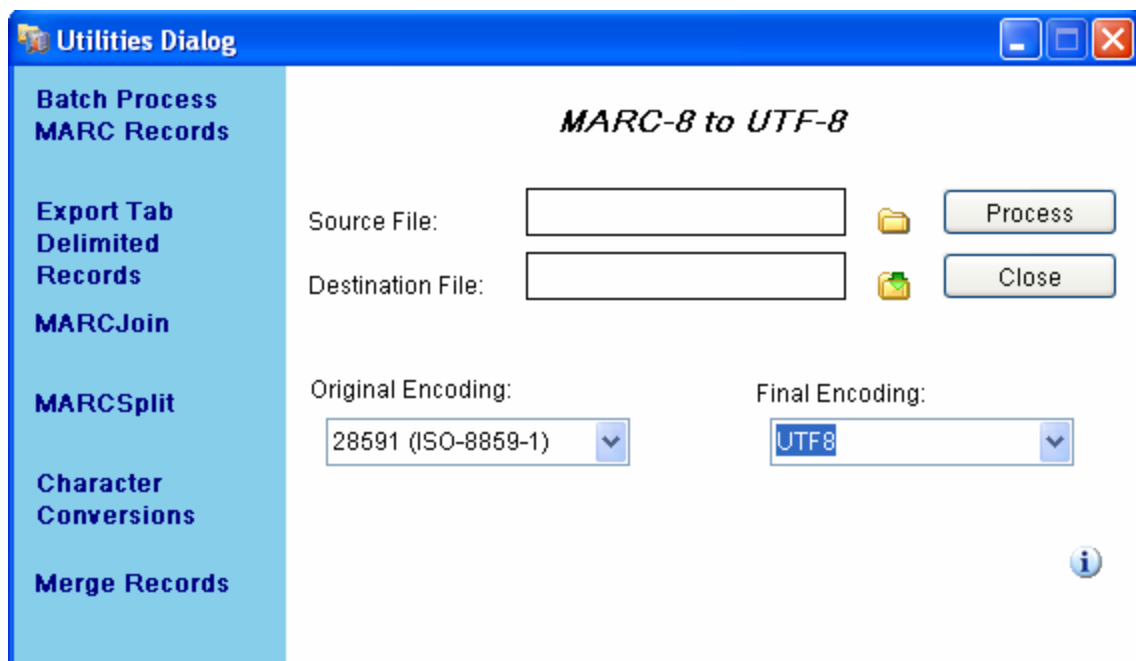 Utilities Dialog
Batch Process
MARC Records
Export Tab
Delimited
Records
MARCJoin
MARCSplit
Character
Conversions
Merge Records
MARC-8 to UTF-8
Source File:
Process
Destination File:
Close
Original Encoding:
Final Encoding:
28591 (ISO-8859-1)
UTF8